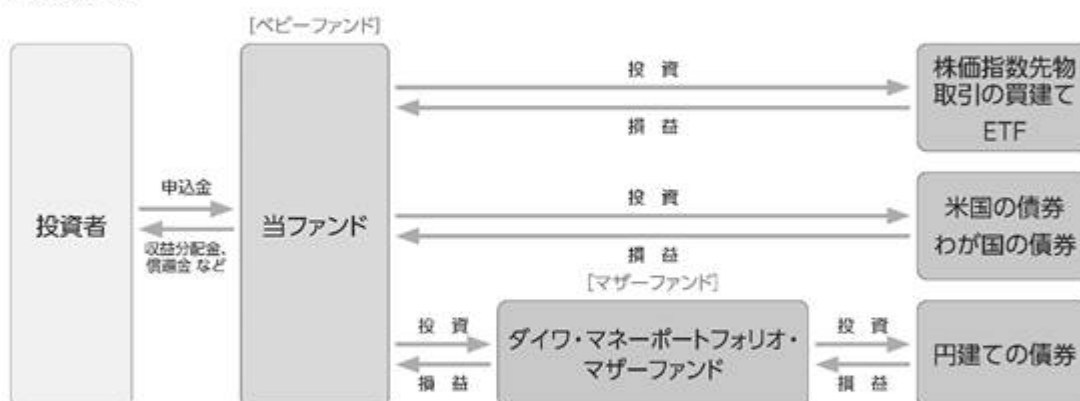 [ベビーファンド]
投資者
申込金
収益分配金、
償還金 など
当ファンド
投 資
損 益
株価指数先物
取引の買建て
ETF
投 資
損 益
米国の債券
わが国の債券
[マザーファンド]
投 資
損 益
ダイワ・マネーポートフォリオ・
マザーファンド
投 資
損 益
円建ての債券